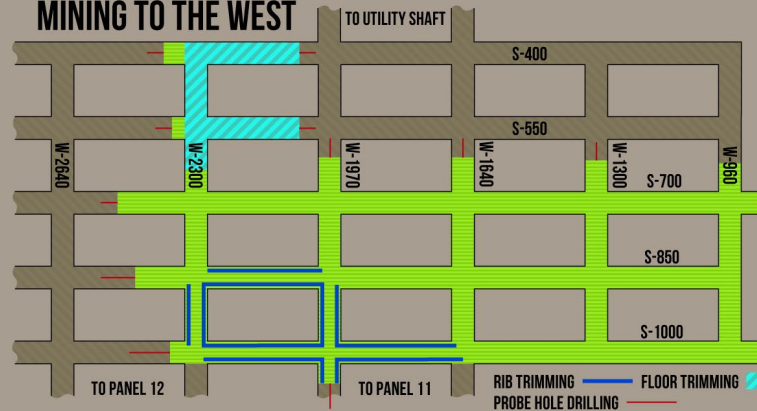 MINING TO THE WEST
TO UTILITY SHAFT
S-400
S-550
W-2640
W-2300
W-1970
W-1640
W-1300
W-960
S-700
S-850
S-1000
TO PANEL 12
TO PANEL 11
RIB TRIMMING
FLOOR TRIMMING
PROBE HOLE DRILLING